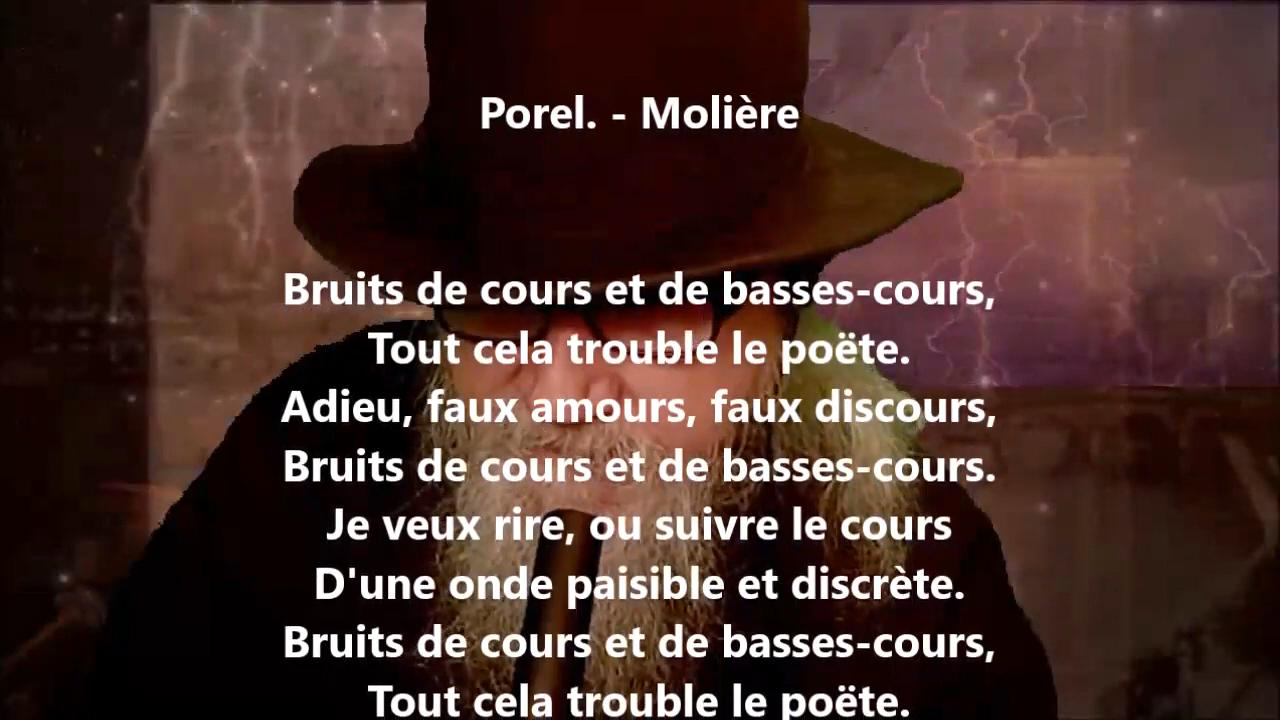 Porel. - Molière
Bruits de cours et de basses-cours,
Tout cela trouble le poëte.
Adieu, faux amours, faux discours,
Bruits de cours et de basses-cours.
Je veux rire, ou suivre le cours
D'une onde paisible et discrète.
Bruits de cours et de basses-cours,
Tout cela trouble le poëte.